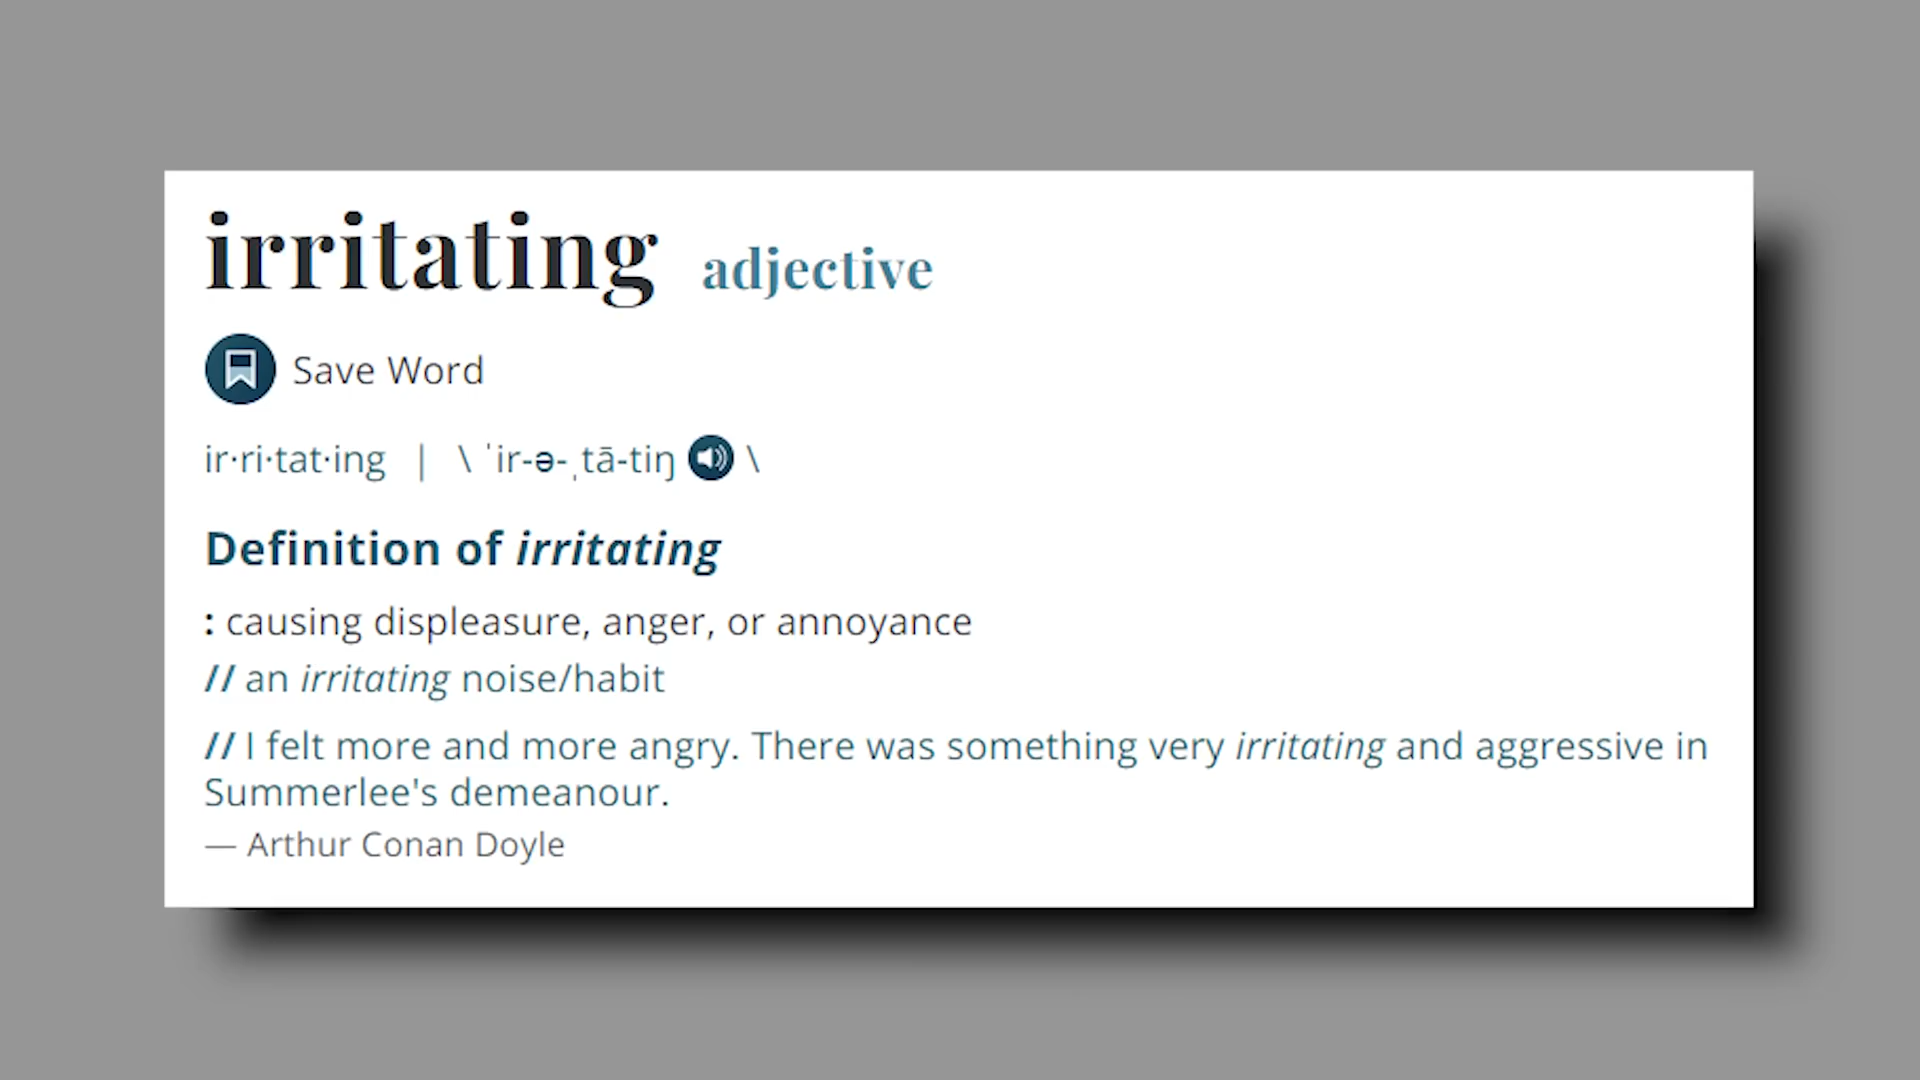 irritating adjective
Save Word
ir·ri·tat·ing | \ ˈir-ə-ˌtā-tiŋ \
Definition of irritating
: causing displeasure, anger, or annoyance
// an irritating noise/habit
// I felt more and more angry. There was something very irritating and aggressive in
Summerlee's demeanour.
— Arthur Conan Doyle